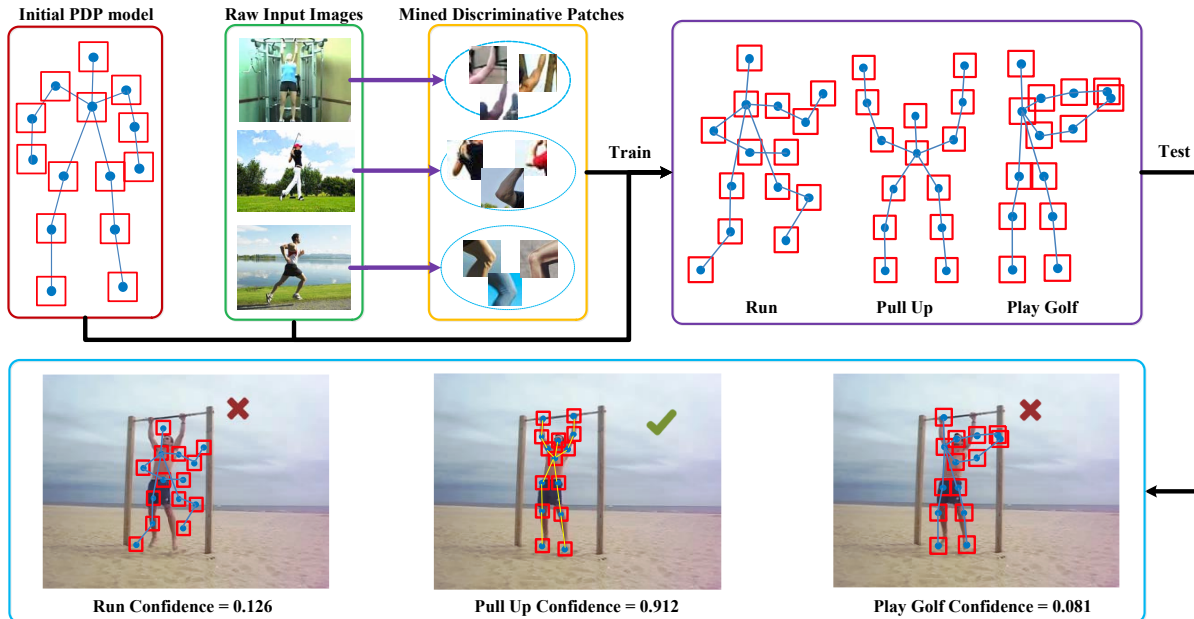 Initial PDP model
Raw Input Images
Mined Discriminative Patches
Train
Test
Run
Pull Up
Play Golf
Run Confidence = 0.126
Pull Up Confidence = 0.912
Play Golf Confidence = 0.081